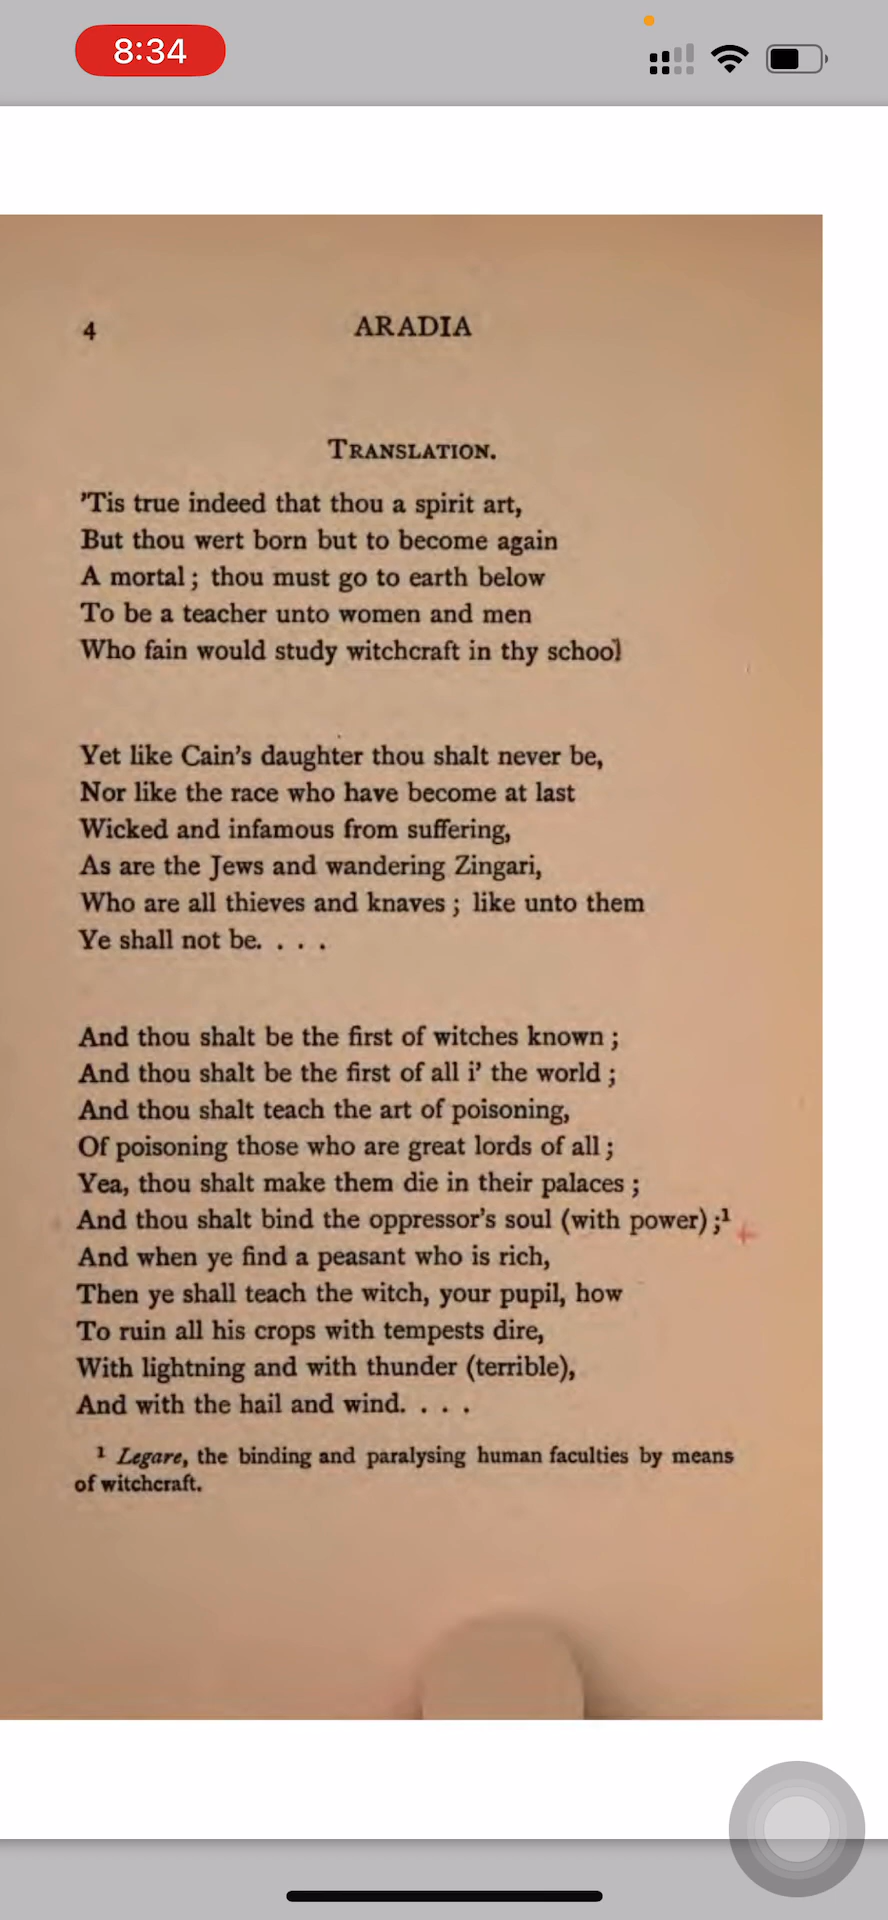 8:34
4 ARADIA
TRANSLATION.
'Tis true indeed that thou a spirit art,
But thou wert born but to become again
A mortal ; thou must go to earth below
To be a teacher unto women and men
Who fain would study witchcraft in thy school
Yet like Cain's daughter thou shalt never be,
Nor like the race who have become at last
Wicked and infamous from suffering,
As are the Jews and wandering Zingari,
Who are all thieves and knaves ; like unto them
Ye shall not be. . . .
And thou shalt be the first of witches known ;
And thou shalt be the first of all i' the world ;
And thou shalt teach the art of poisoning,
Of poisoning those who are great lords of all ;
Yea, thou shalt make them die in their palaces ;
And thou shalt bind the oppressor's soul (with power) ;¹
And when ye find a peasant who is rich,
Then ye shall teach the witch, your pupil, how
To ruin all his crops with tempests dire,
With lightning and with thunder (terrible),
And with the hail and wind. . . .
¹ Legare, the binding and paralysing human faculties by means
of witchcraft.